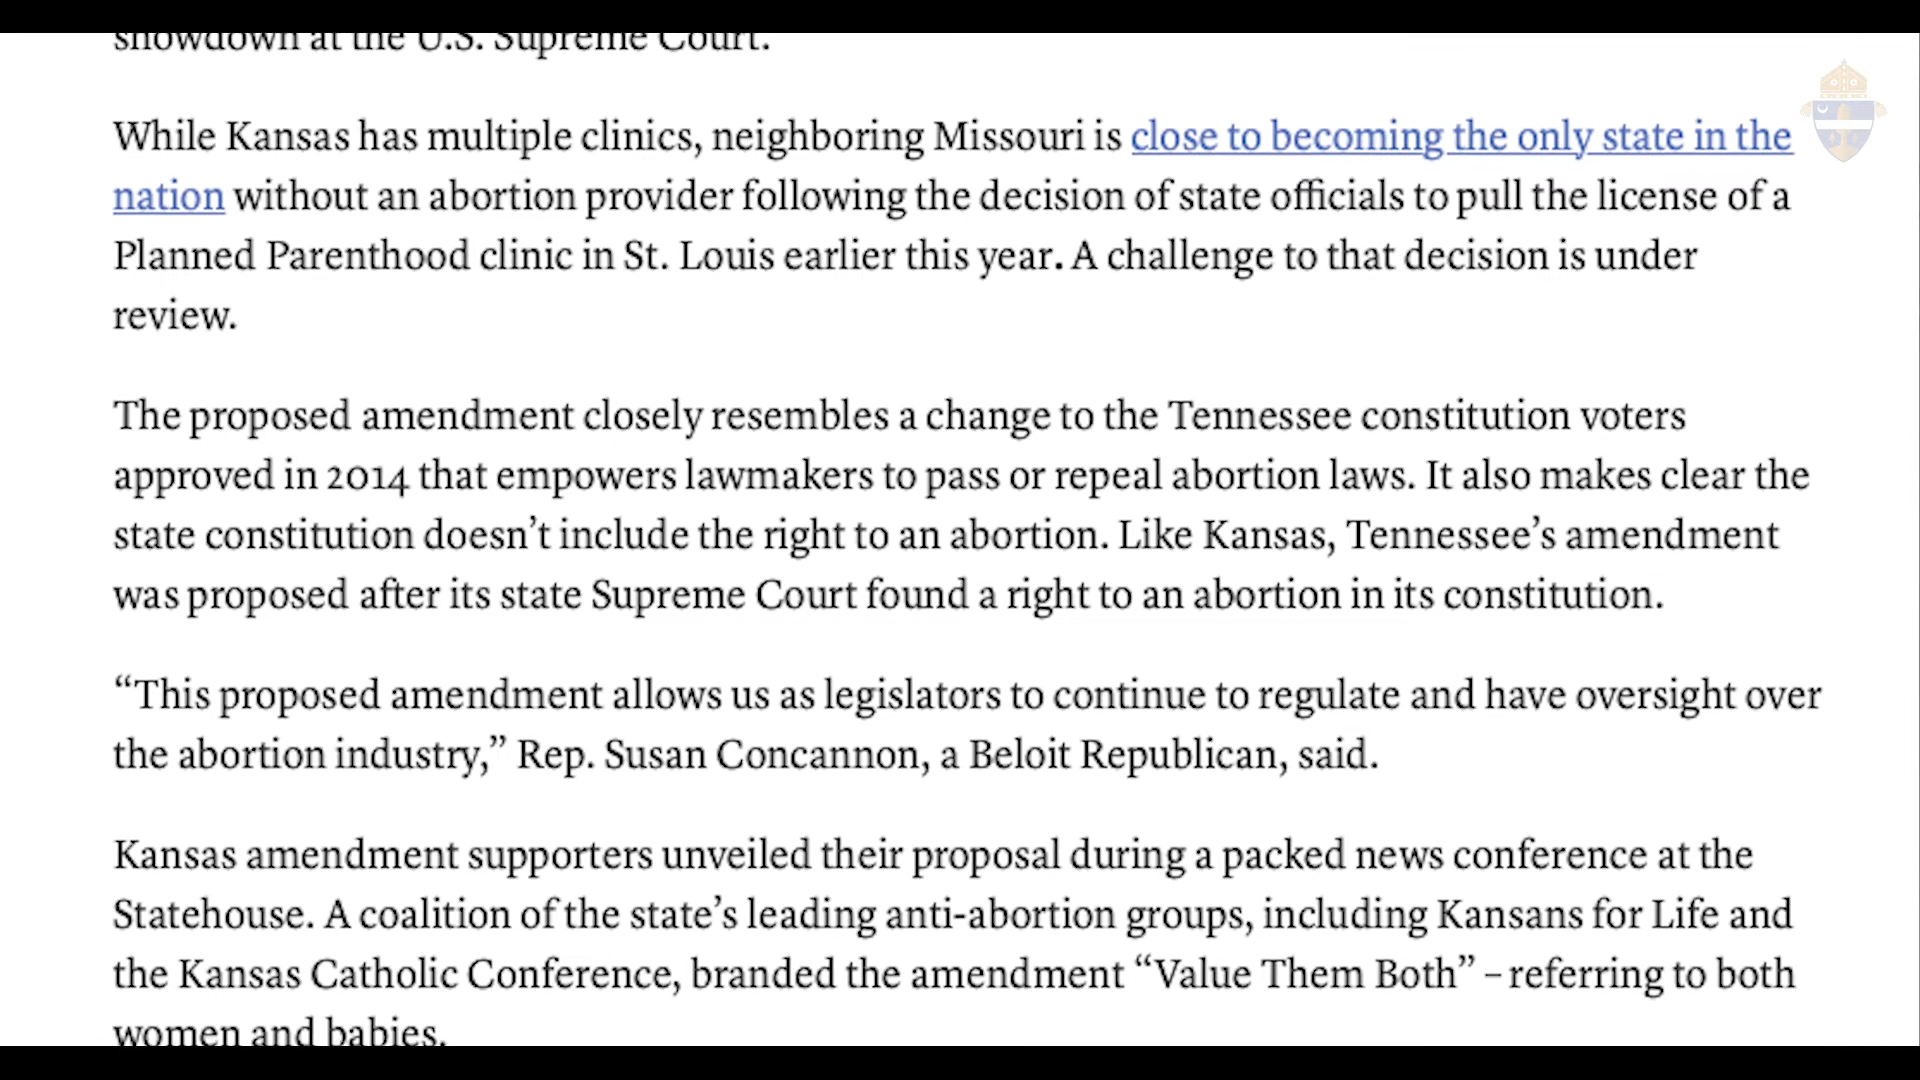 showdown at the U.S. Supreme Court.
While Kansas has multiple clinics, neighboring Missouri is close to becoming the only state in the
nation without an abortion provider following the decision of state officials to pull the license of a
Planned Parenthood clinic in St. Louis earlier this year. A challenge to that decision is under
review.
The proposed amendment closely resembles a change to the Tennessee constitution voters
approved in 2014 that empowers lawmakers to pass or repeal abortion laws. It also makes clear the
state constitution doesn’t include the right to an abortion. Like Kansas, Tennessee’s amendment
was proposed after its state Supreme Court found a right to an abortion in its constitution.
“This proposed amendment allows us as legislators to continue to regulate and have oversight over
the abortion industry,” Rep. Susan Concannon, a Beloit Republican, said.
Kansas amendment supporters unveiled their proposal during a packed news conference at the
Statehouse. A coalition of the state’s leading anti-abortion groups, including Kansans for Life and
the Kansas Catholic Conference, branded the amendment “Value Them Both” – referring to both
women and babies.